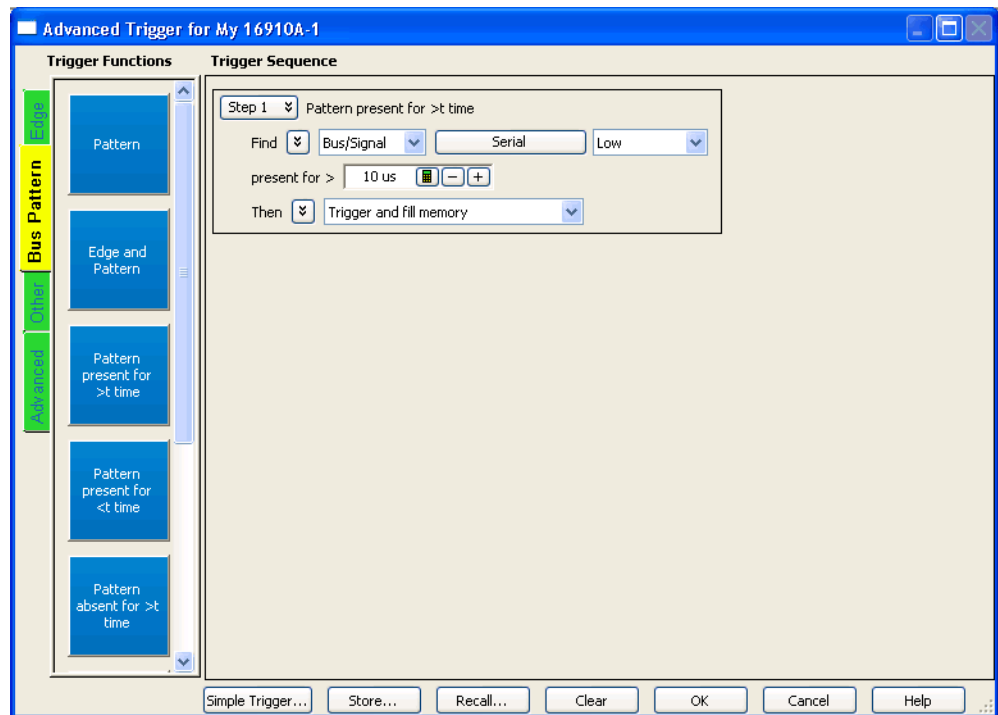 Advanced Trigger for My 16910A-1
Trigger Functions
Trigger Sequence
Edge
Bus Pattern
Other
Advanced
Pattern
Edge and
Pattern
Pattern
present for
>t time
Pattern
present for
<t time
Pattern
absent for >t
time
Step 1 Pattern present for >t time
Find Bus/Signal Serial Low
present for > 10 us - +
Then Trigger and fill memory
Simple Trigger... Store... Recall... Clear OK Cancel Help